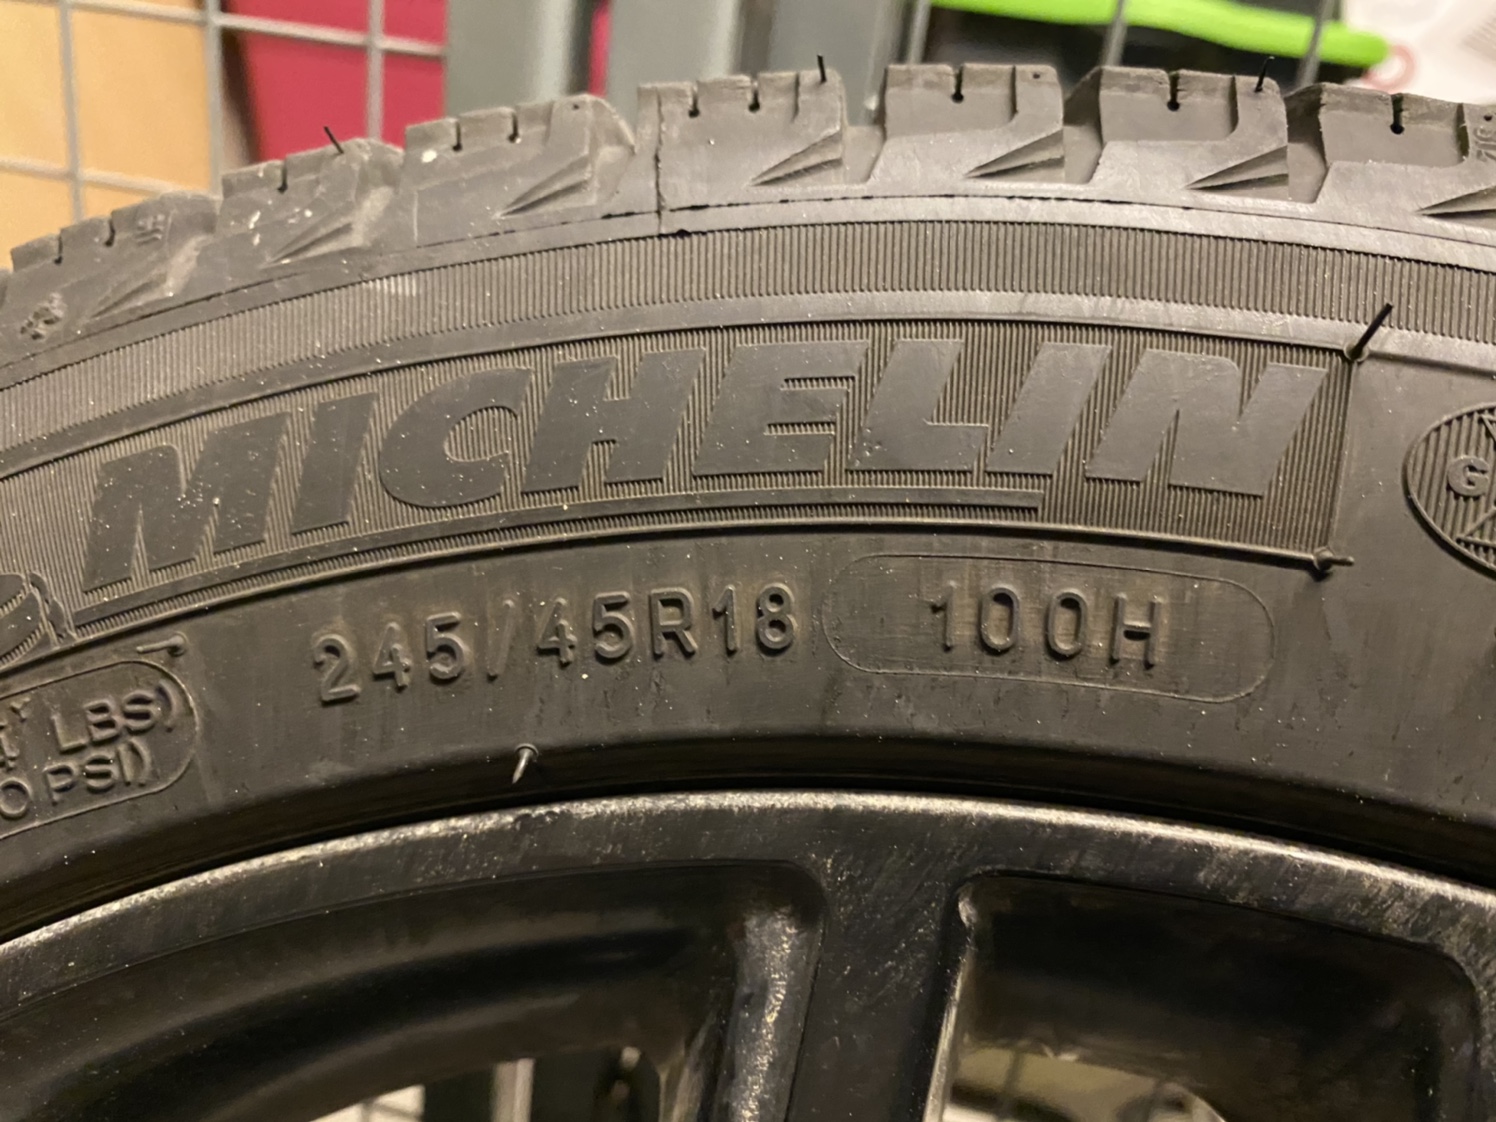 MICHELIN
245/45R18 100H
LBS)
PSI)
G